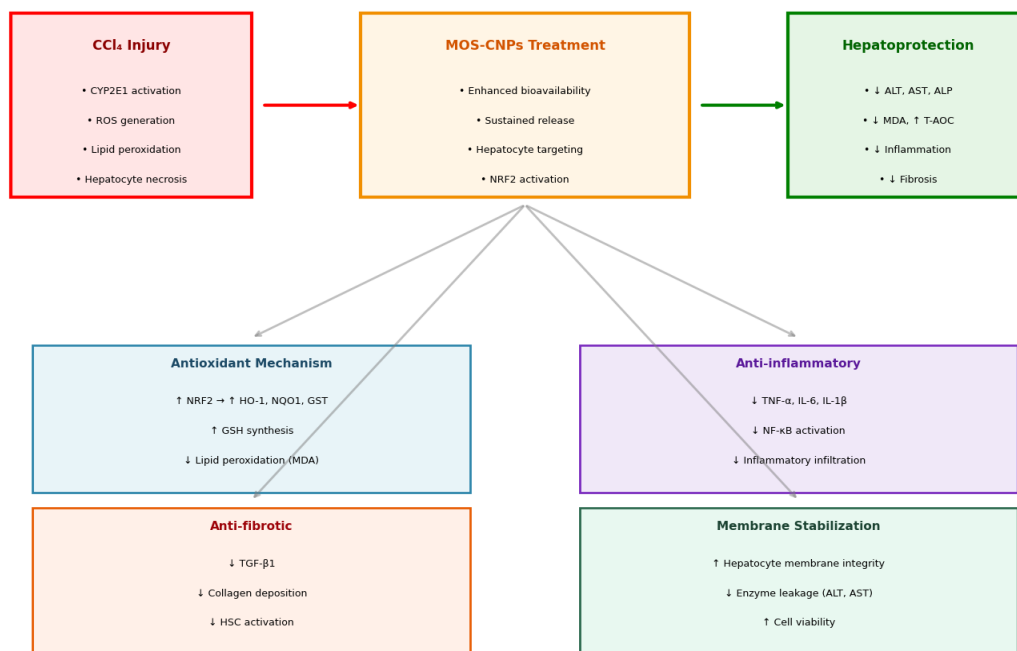 CCl₄ Injury
• CYP2E1 activation
• ROS generation
• Lipid peroxidation
• Hepatocyte necrosis
MOS-CNPs Treatment
• Enhanced bioavailability
• Sustained release
• Hepatocyte targeting
• NRF2 activation
Hepatoprotection
• ↓ ALT, AST, ALP
• ↓ MDA, ↑ T-AOC
• ↓ Inflammation
• ↓ Fibrosis
Antioxidant Mechanism
↑ NRF2 → ↑ HO-1, NQO1, GST
↑ GSH synthesis
↓ Lipid peroxidation (MDA)
Anti-inflammatory
↓ TNF-α, IL-6, IL-1β
↓ NF-κB activation
↓ Inflammatory infiltration
Anti-fibrotic
↓ TGF-β1
↓ Collagen deposition
↓ HSC activation
Membrane Stabilization
↑ Hepatocyte membrane integrity
↓ Enzyme leakage (ALT, AST)
↑ Cell viability